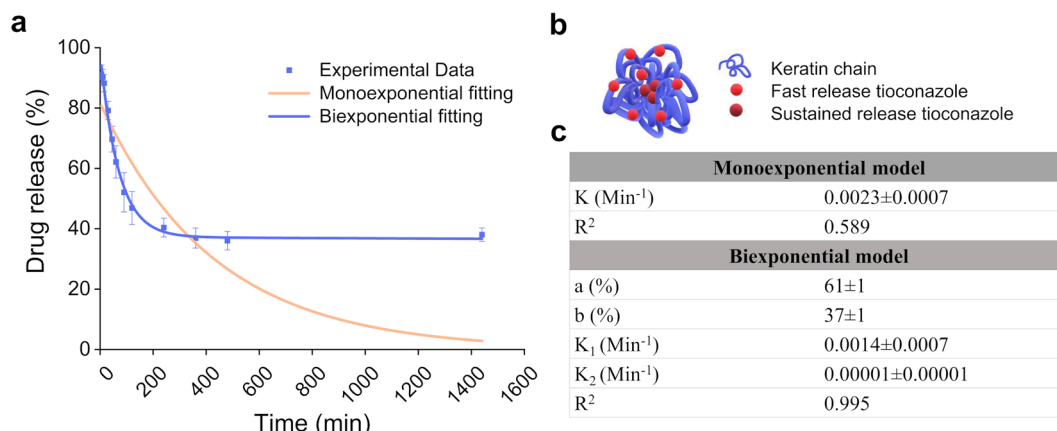 a
Drug release (%)
100
80
60
40
20
0
0 200 400 600 800 1000 1200 1400 1600
Time (min)
Experimental Data
Monoexponential fitting
Biexponential fitting
b
Keratin chain
Fast release tioconazole
Sustained release tioconazole
c
Monoexponential model
K (Min⁻¹) 0.0023±0.0007
R² 0.589
Biexponential model
a (%) 61±1
b (%) 37±1
K₁ (Min⁻¹) 0.0014±0.0007
K₂ (Min⁻¹) 0.00001±0.00001
R² 0.995